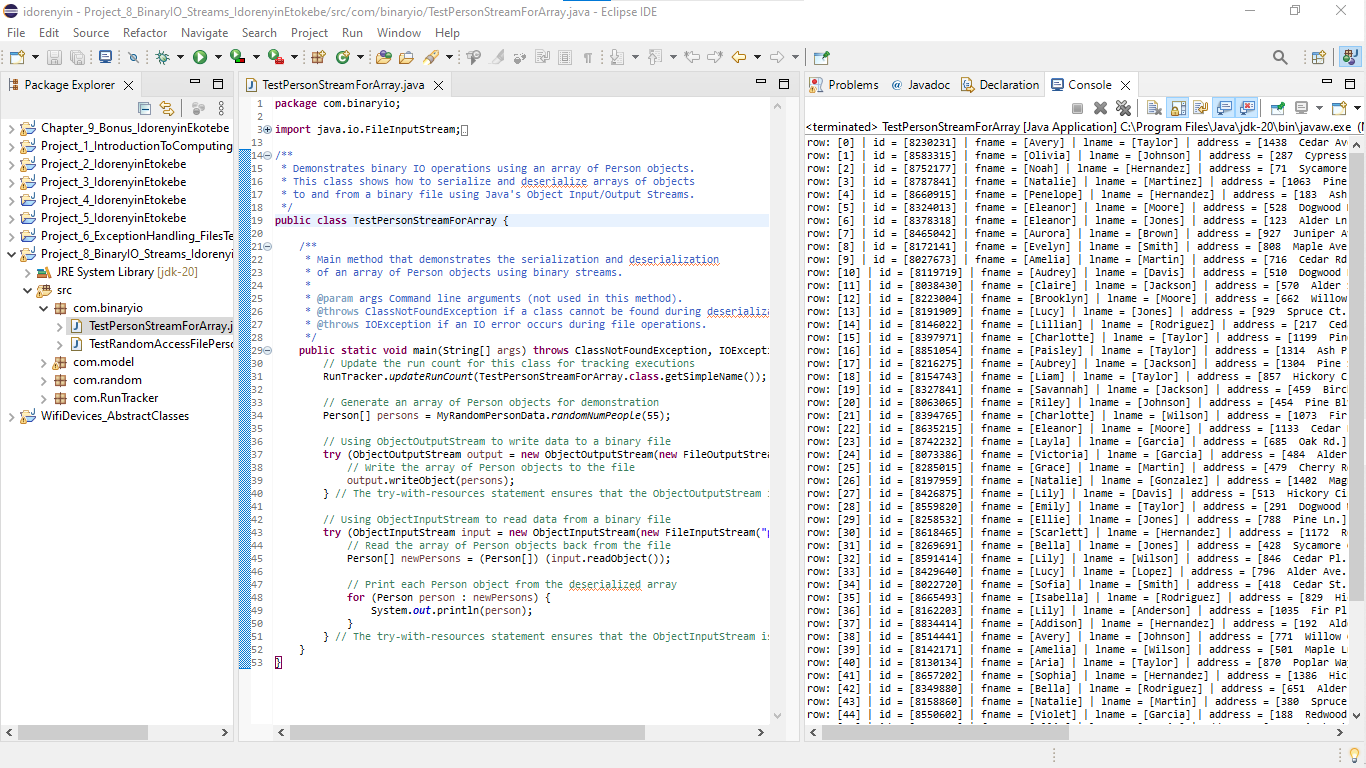 idorenyin - Project_8_BinaryIO_Streams_IdorenyinEtokebe/src/com/binaryio/TestPersonStreamForArray.java - Eclipse IDE
File Edit Source Refactor Navigate Search Project Run Window Help
Package Explorer
Chapter_9_Bonus_IdorenyinEkotebe
Project_1_IntroductionToComputing
Project_2_IdorenyinEtokebe
Project_3_IdorenyinEtokebe
Project_4_IdorenyinEtokebe
Project_5_IdorenyinEtokebe
Project_6_ExceptionHandling_FilesTe
Project_8_BinaryIO_Streams_Idorenyi
JRE System Library [jdk-20]
src
com.binaryio
TestPersonStreamForArray.j
TestRandomAccessFilePerso
com.model
com.random
com.RunTracker
WifiDevices_AbstractClasses
TestPersonStreamForArray.java
1 package com.binaryio;
2
3 import java.io.FileInputStream;
13
14 /**
15 * Demonstrates binary IO operations using an array of Person objects.
16 * This class shows how to serialize and deserialize arrays of objects
17 * to and from a binary file using Java's Object Input/Output Streams.
18 */
19 public class TestPersonStreamForArray {
20
21 /**
22 * Main method that demonstrates the serialization and deserialization
23 * of an array of Person objects using binary streams.
24 *
25 * @param args Command line arguments (not used in this method).
26 * @throws ClassNotFoundException if a class cannot be found during deserializa
27 * @throws IOException if an IO error occurs during file operations.
28 */
29 public static void main(String[] args) throws ClassNotFoundException, IOException
30 // Update the run count for this class for tracking executions
31 RunTracker.updateRunCount(TestPersonStreamForArray.class.getSimpleName());
32
33 // Generate an array of Person objects for demonstration
34 Person[] persons = MyRandomPersonData.randomNumPeople(55);
35
36 // Using ObjectOutputStream to write data to a binary file
37 try (ObjectOutputStream output = new ObjectOutputStream(new FileOutputStrea
38 // Write the array of Person objects to the file
39 output.writeObject(persons);
40 } // The try-with-resources statement ensures that the ObjectOutputStream i
41
42 // Using ObjectInputStream to read data from a binary file
43 try (ObjectInputStream input = new ObjectInputStream(new FileInputStream("p
44 // Read the array of Person objects back from the file
45 Person[] newPersons = (Person[]) (input.readObject());
46
47 // Print each Person object from the deserialized array
48 for (Person person : newPersons) {
49 System.out.println(person);
50 }
51 } // The try-with-resources statement ensures that the ObjectInputStream is
52 }
53 }
Problems @ Javadoc Declaration Console
<terminated> TestPersonStreamForArray [Java Application] C:\Program Files\Java\jdk-20\bin\javaw.exe (N
row: [0] | id = [8230231] | fname = [Avery] | lname = [Taylor] | address = [1438 Cedar Av
row: [1] | id = [8583315] | fname = [Olivia] | lname = [Johnson] | address = [287 Cypress
row: [2] | id = [8752177] | fname = [Noah] | lname = [Hernandez] | address = [71 Sycamore
row: [3] | id = [8787841] | fname = [Natalie] | lname = [Martinez] | address = [1063 Pine
row: [4] | id = [8660915] | fname = [Penelope] | lname = [Hernandez] | address = [183 Ash
row: [5] | id = [8324013] | fname = [Eleanor] | lname = [Moore] | address = [528 Dogwood
row: [6] | id = [8378318] | fname = [Eleanor] | lname = [Jones] | address = [123 Alder Ln
row: [7] | id = [8465042] | fname = [Aurora] | lname = [Brown] | address = [927 Juniper A
row: [8] | id = [8172141] | fname = [Evelyn] | lname = [Smith] | address = [808 Maple Ave
row: [9] | id = [8027673] | fname = [Amelia] | lname = [Martin] | address = [716 Cedar Rd
row: [10] | id = [8119719] | fname = [Audrey] | lname = [Davis] | address = [510 Dogwood
row: [11] | id = [8038430] | fname = [Claire] | lname = [Jackson] | address = [570 Alder
row: [12] | id = [8223004] | fname = [Brooklyn] | lname = [Moore] | address = [662 Willow
row: [13] | id = [8191909] | fname = [Lucy] | lname = [Jones] | address = [929 Spruce Ct.
row: [14] | id = [8146022] | fname = [Lillian] | lname = [Rodriguez] | address = [217 Ced
row: [15] | id = [8397971] | fname = [Charlotte] | lname = [Taylor] | address = [1199 Pin
row: [16] | id = [8851054] | fname = [Paisley] | lname = [Taylor] | address = [1314 Ash P
row: [17] | id = [8216275] | fname = [Aubrey] | lname = [Jackson] | address = [1304 Pine
row: [18] | id = [8154743] | fname = [Liam] | lname = [Taylor] | address = [857 Hickory C
row: [19] | id = [8327841] | fname = [Savannah] | lname = [Jackson] | address = [459 Birc
row: [20] | id = [8063065] | fname = [Riley] | lname = [Johnson] | address = [454 Pine Bl
row: [21] | id = [8394765] | fname = [Charlotte] | lname = [Wilson] | address = [1073 Fir
row: [22] | id = [8635215] | fname = [Eleanor] | lname = [Moore] | address = [1133 Cedar
row: [23] | id = [8742232] | fname = [Layla] | lname = [Garcia] | address = [685 Oak Rd.]
row: [24] | id = [8073386] | fname = [Victoria] | lname = [Garcia] | address = [484 Alder
row: [25] | id = [8285015] | fname = [Grace] | lname = [Martin] | address = [479 Cherry R
row: [26] | id = [8197959] | fname = [Natalie] | lname = [Gonzalez] | address = [1402 Mag
row: [27] | id = [8426875] | fname = [Lily] | lname = [Davis] | address = [513 Hickory Ci
row: [28] | id = [8559820] | fname = [Emily] | lname = [Taylor] | address = [291 Dogwood
row: [29] | id = [8258532] | fname = [Ellie] | lname = [Jones] | address = [788 Pine Ln.]
row: [30] | id = [8618465] | fname = [Scarlett] | lname = [Hernandez] | address = [1172 R
row: [31] | id = [8269691] | fname = [Bella] | lname = [Jones] | address = [428 Sycamore
row: [32] | id = [8591414] | fname = [Lily] | lname = [Wilson] | address = [846 Cedar Pl.
row: [33] | id = [8429640] | fname = [Lucy] | lname = [Lopez] | address = [796 Alder Ave.
row: [34] | id = [8022720] | fname = [Sofia] | lname = [Smith] | address = [418 Cedar St.
row: [35] | id = [8665493] | fname = [Isabella] | lname = [Rodriguez] | address = [829 Hi
row: [36] | id = [8162203] | fname = [Lily] | lname = [Anderson] | address = [1035 Fir Pl
row: [37] | id = [8834414] | fname = [Addison] | lname = [Hernandez] | address = [192 Ald
row: [38] | id = [8514441] | fname = [Avery] | lname = [Johnson] | address = [771 Willow
row: [39] | id = [8142171] | fname = [Amelia] | lname = [Wilson] | address = [501 Maple L
row: [40] | id = [8130134] | fname = [Aria] | lname = [Taylor] | address = [870 Poplar Wa
row: [41] | id = [8657202] | fname = [Sophia] | lname = [Hernandez] | address = [1386 Hic
row: [42] | id = [8349880] | fname = [Bella] | lname = [Rodriguez] | address = [651 Alder
row: [43] | id = [8158860] | fname = [Natalie] | lname = [Martin] | address = [380 Spruce
row: [44] | id = [8550602] | fname = [Violet] | lname = [Garcia] | address = [188 Redwood